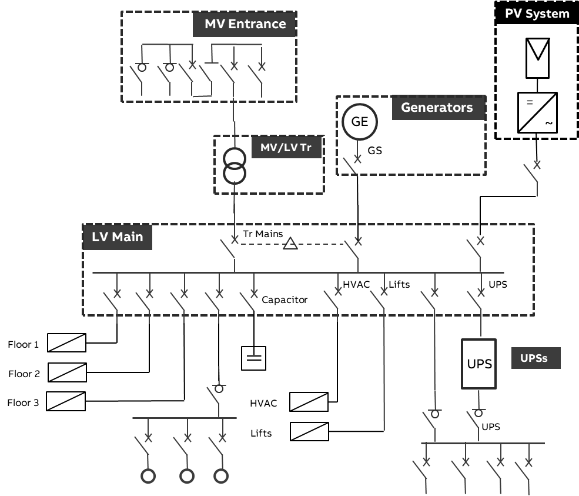 MV Entrance
PV System
=
~
Generators
GE
GS
MV/LV Tr
LV Main
Tr Mains
HVAC
Lifts
UPS
Capacitor
Floor 1
Floor 2
Floor 3
UPS
UPSs
HVAC
Lifts
UPS